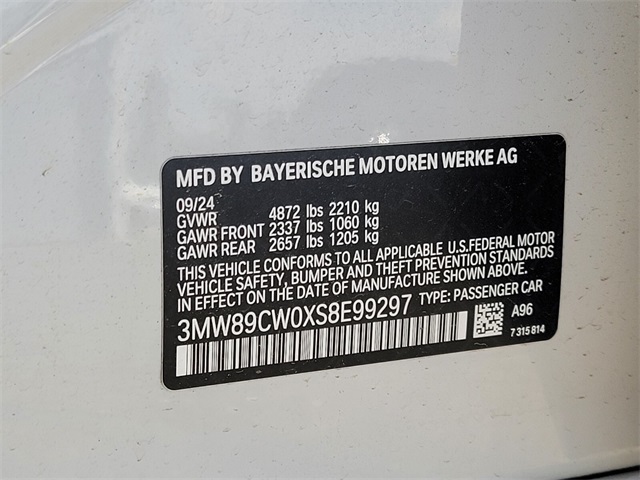 MFD BY BAYERISCHE MOTOREN WERKE AG
09/24
GVWR 4872 lbs 2210 kg
GAWR FRONT 2337 lbs 1060 kg
GAWR REAR 2657 lbs 1205 kg
THIS VEHICLE CONFORMS TO ALL APPLICABLE U.S.FEDERAL MOTOR
VEHICLE SAFETY, BUMPER AND THEFT PREVENTION STANDARDS
IN EFFECT ON THE DATE OF MANUFACTURE SHOWN ABOVE.
3MW89CW0XS8E99297 TYPE: PASSENGER CAR
A96
7 315 814